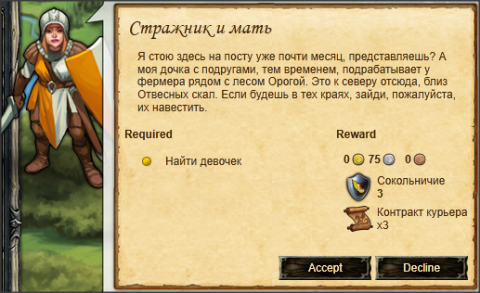 Стражник и мать
Я стою здесь на посту уже почти месяц, представляешь? А
моя дочка с подругами, тем временем, подрабатывает у
фермера рядом с лесом Орогой. Это к северу отсюда, близ
Отвесных скал. Если будешь в тех краях, зайди, пожалуйста,
их навестить.
Required
Reward
Найти девочек
0 75 0
Сокольничие
3
Контракт курьера
x3
Accept
Decline